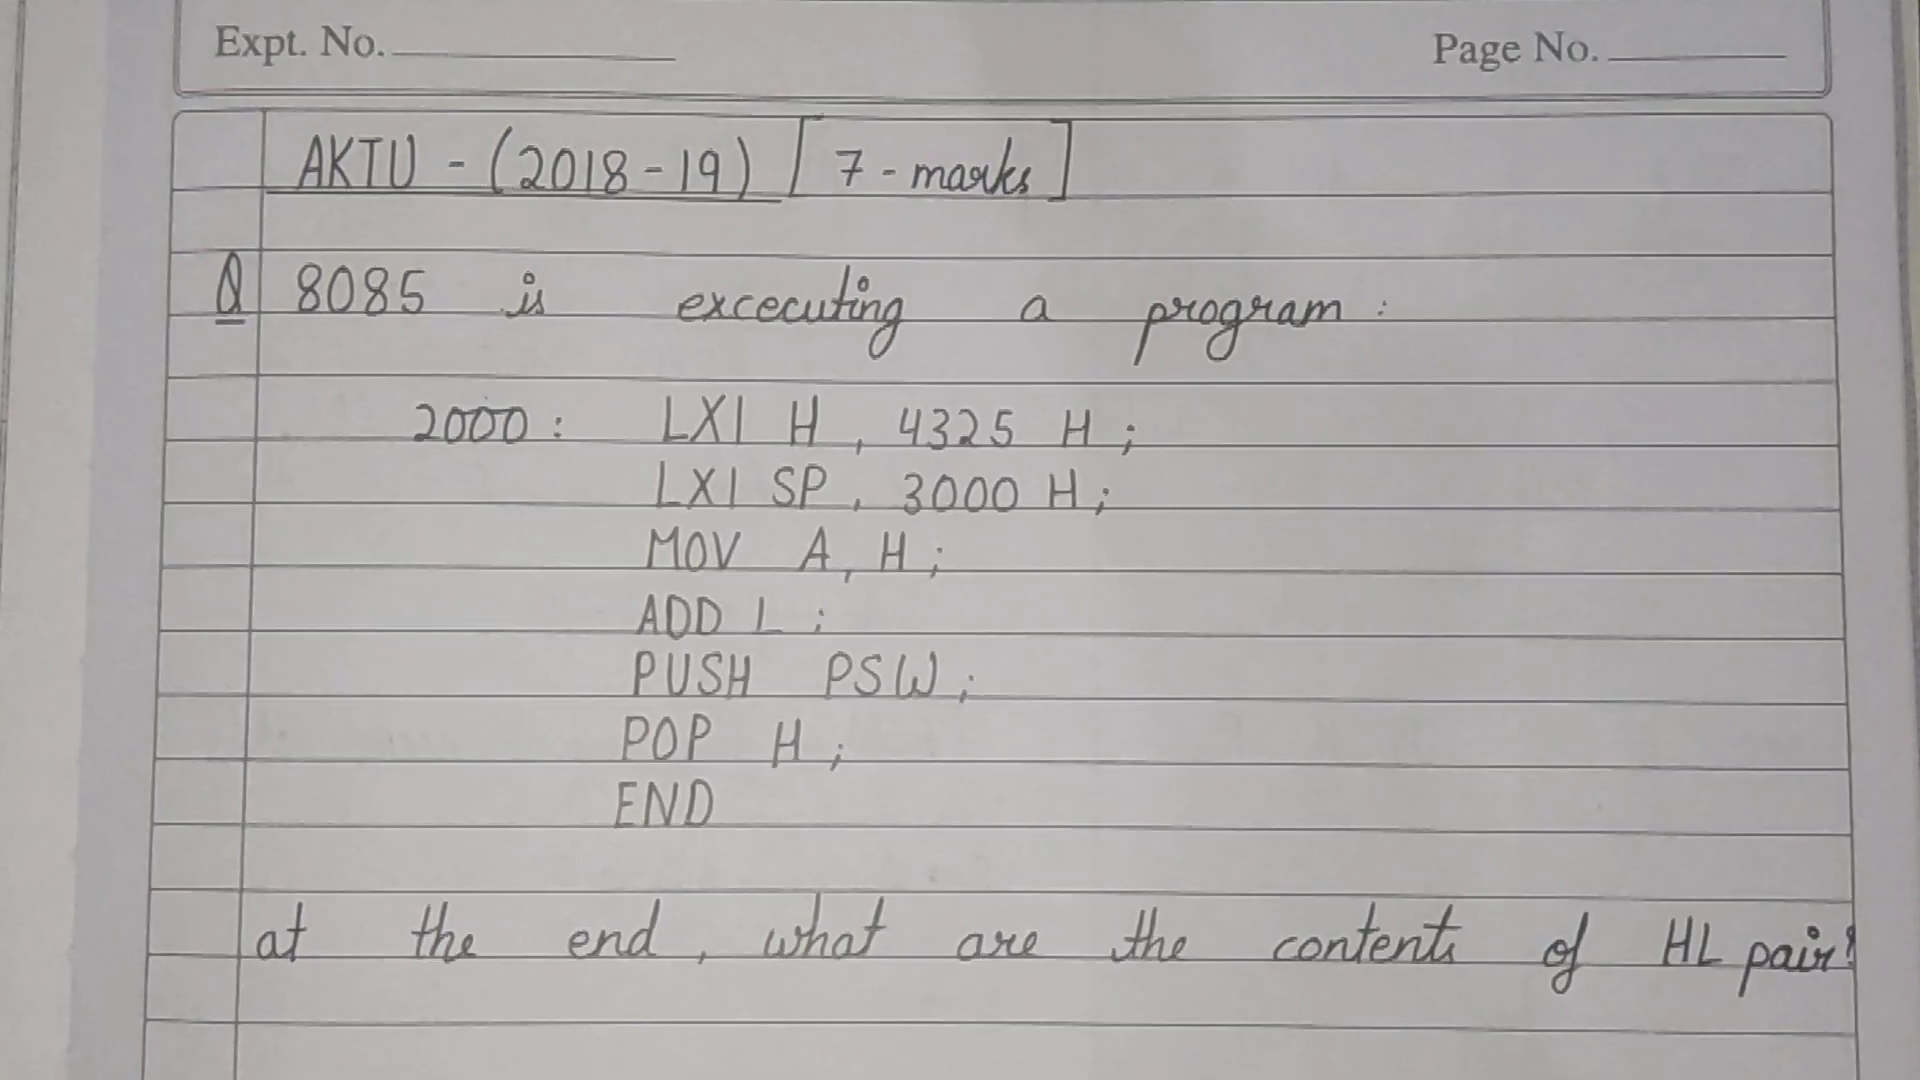 Expt. No.
Page No.
AKTU - (2018-19) [7-marks]
Q 8085 is excecuting a program :
2000 : LXI H, 4325 H ;
LXI SP, 3000 H ;
MOV A, H ;
ADD L ;
PUSH PSW ;
POP H ;
END
at the end, what are the contents of HL pair?